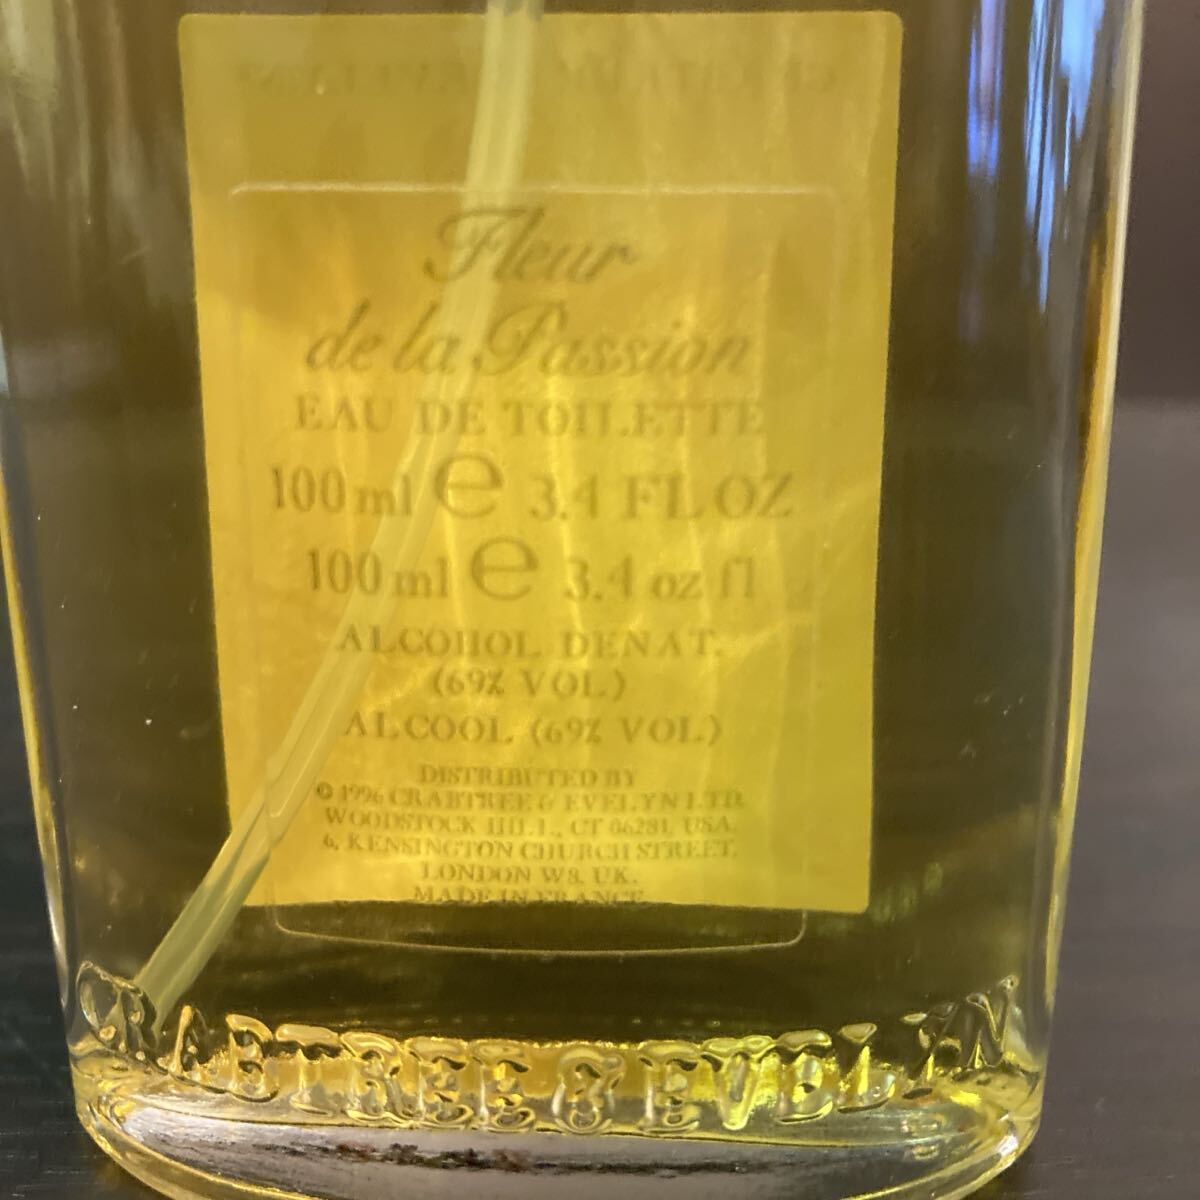 Fleur
de la Passion
EAU DE TOILETTE
100 ml e 3.4 FL OZ
100 ml e 3.4 oz fl
ALCOHOL DENAT.
(69% VOL.)
ALCOOL (69% VOL.)
DISTRIBUTED BY
© 1996 CRABTREE & EVELYN LTD.
WOODSTOCK HILL, CT 06281, USA.
6, KENSINGTON CHURCH STREET,
LONDON W8. UK.
MADE IN FRANCE
CRABTREE & EVELYN